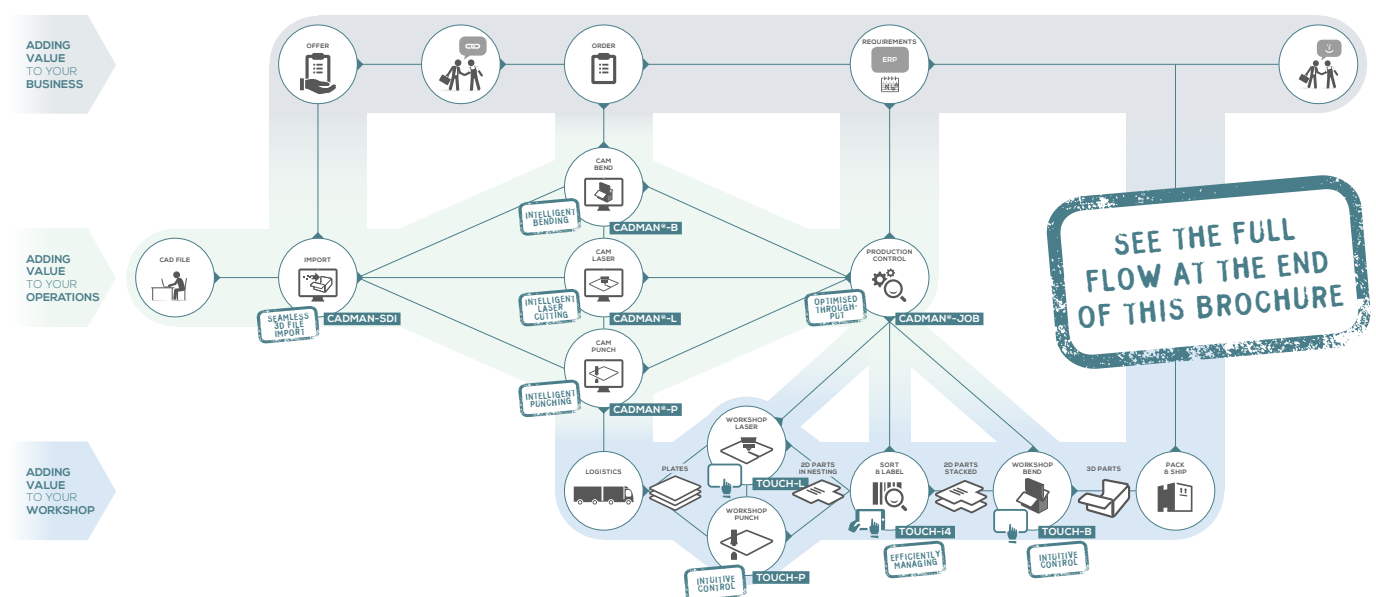 ADDING
VALUE
TO YOUR
BUSINESS
OFFER
ORDER
REQUIREMENTS
ERP
CAM
BEND
INTELLIGENT
BENDING
CADMAN®-B
SEE THE FULL
FLOW AT THE END
OF THIS BROCHURE
ADDING
VALUE
TO YOUR
OPERATIONS
CAD FILE
IMPORT
SEAMLESS
3D FILE
IMPORT
CADMAN-SDI
CAM
LASER
INTELLIGENT
LASER
CUTTING
CADMAN®-L
PRODUCTION
CONTROL
OPTIMISED
THROUGH-
PUT
CADMAN®-JOB
CAM
PUNCH
INTELLIGENT
PUNCHING
CADMAN®-P
ADDING
VALUE
TO YOUR
WORKSHOP
LOGISTICS
PLATES
WORKSHOP
LASER
TOUCH-L
WORKSHOP
PUNCH
INTUITIVE
CONTROL
TOUCH-P
2D PARTS
IN NESTING
SORT
& LABEL
TOUCH-i4
EFFICIENTLY
MANAGING
2D PARTS
STACKED
WORKSHOP
BEND
TOUCH-B
INTUITIVE
CONTROL
3D PARTS
PACK
& SHIP